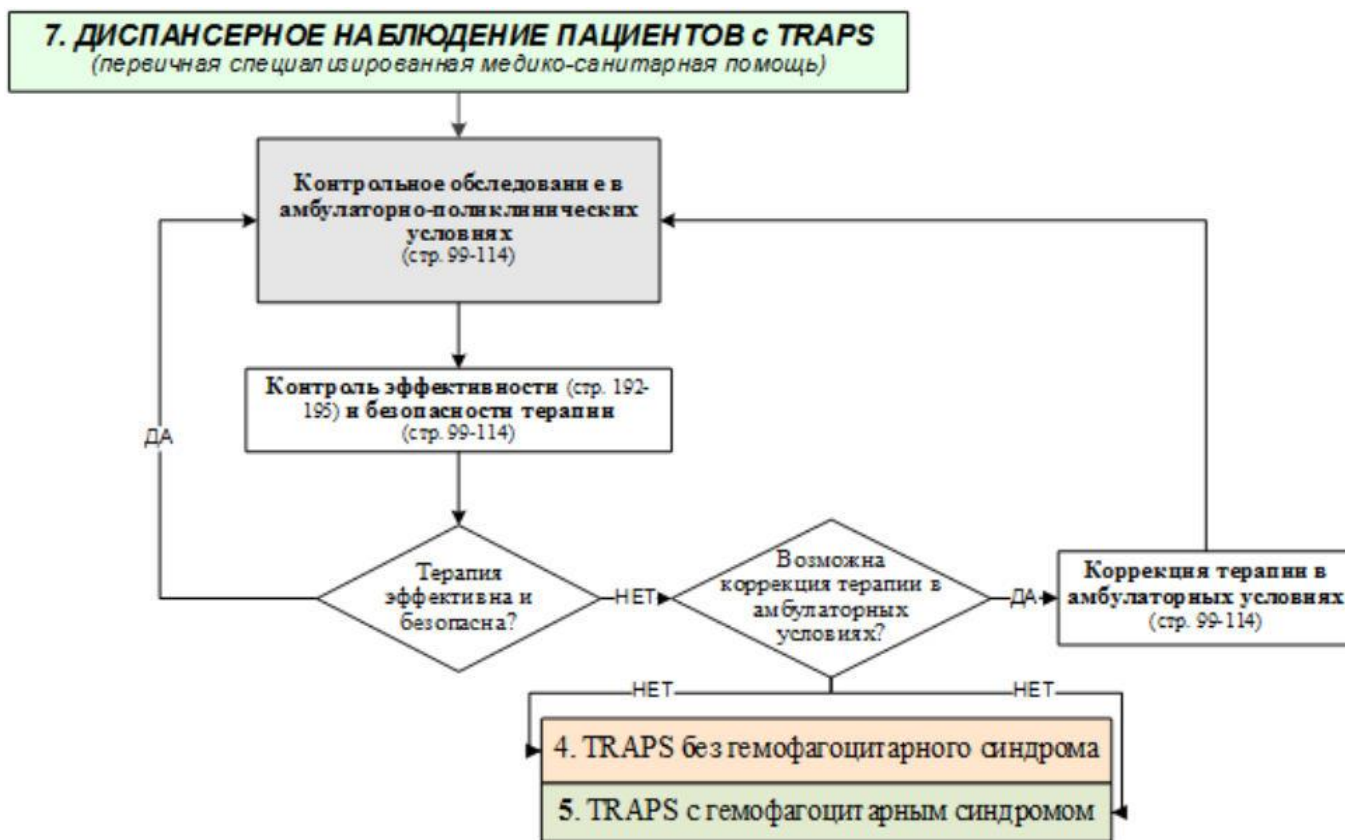 7. ДИСПАНСЕРНОЕ НАБЛЮДЕНИЕ ПАЦИЕНТОВ с TRAPS
(первичная специализированная медико-санитарная помощь)
Контрольное обследование в
амбулаторно-поликлинических
условиях
(стр. 99-114)
Контроль эффективности (стр. 192-
195) и безопасности терапии
(стр. 99-114)
ДА
Терапия
эффективна и
безопасна?
НЕТ
Возможна
коррекция терапии в
амбулаторных
условиях?
ДА
Коррекция терапии в
амбулаторных условиях
(стр. 99-114)
НЕТ
НЕТ
4. TRAPS без гемофагоцитарного синдрома
5. TRAPS с гемофагоцитарным синдромом